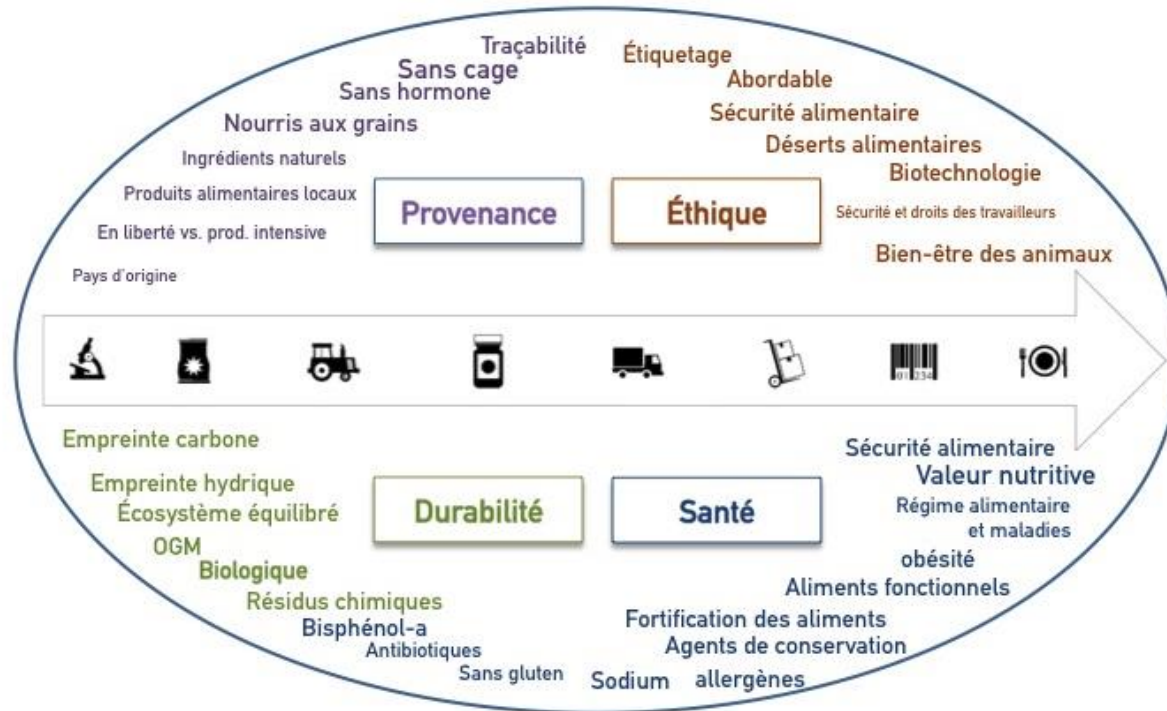 Traçabilité
Sans cage
Sans hormone
Nourris aux grains
Ingrédients naturels
Produits alimentaires locaux
En liberté vs. prod. intensive
Pays d'origine
Provenance
Étiquetage
Abordable
Sécurité alimentaire
Déserts alimentaires
Biotechnologie
Sécurité et droits des travailleurs
Bien-être des animaux
Éthique
01 234
Empreinte carbone
Empreinte hydrique
Écosystème équilibré
OGM
Biologique
Résidus chimiques
Durabilité
Bisphénol-a
Antibiotiques
Sans gluten
Sodium
allergènes
Santé
Sécurité alimentaire
Valeur nutritive
Régime alimentaire
et maladies
obésité
Aliments fonctionnels
Fortification des aliments
Agents de conservation